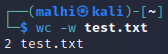 (malhi㉿kali)-[~]
$ wc -w test.txt
2 test.txt